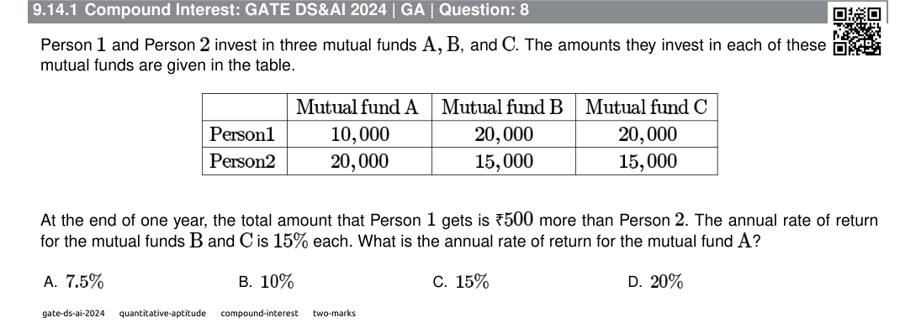 9.14.1 Compound Interest: GATE DS&AI 2024 | GA | Question: 8
Person 1 and Person 2 invest in three mutual funds A, B, and C. The amounts they invest in each of these
mutual funds are given in the table.
Mutual fund A Mutual fund B Mutual fund C
Person1 10,000 20,000 20,000
Person2 20,000 15,000 15,000
At the end of one year, the total amount that Person 1 gets is ₹500 more than Person 2. The annual rate of return
for the mutual funds B and C is 15% each. What is the annual rate of return for the mutual fund A?
A. 7.5% B. 10% C. 15% D. 20%
gate-ds-ai-2024 quantitative-aptitude compound-interest two-marks